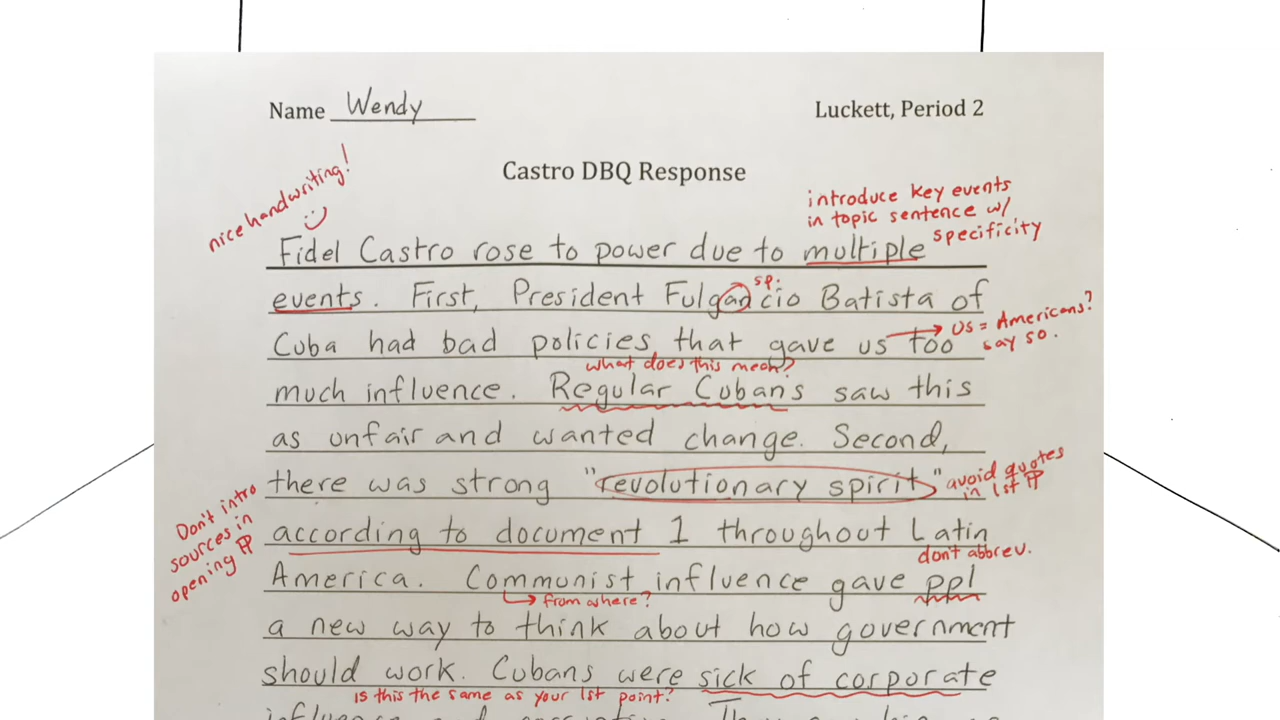 Name Wendy Luckett, Period 2
nice handwriting!
Castro DBQ Response
introduce key events
in topic sentence w/
specificity
Fidel Castro rose to power due to multiple
sp.
events. First, President Fulgancio Batista of
Cuba had bad policies that gave us too
us = Americans?
say so.
what does this mean?
much influence. Regular Cubans saw this
as unfair and wanted change. Second,
there was strong "revolutionary spirit"
avoid quotes
in 1st ¶
Don't intro
sources in
opening ¶
according to document 1 throughout Latin
don't abbrev.
America. Communist influence gave ppl
from where?
a new way to think about how government
should work. Cubans were sick of corporate
is this the same as your 1st point?